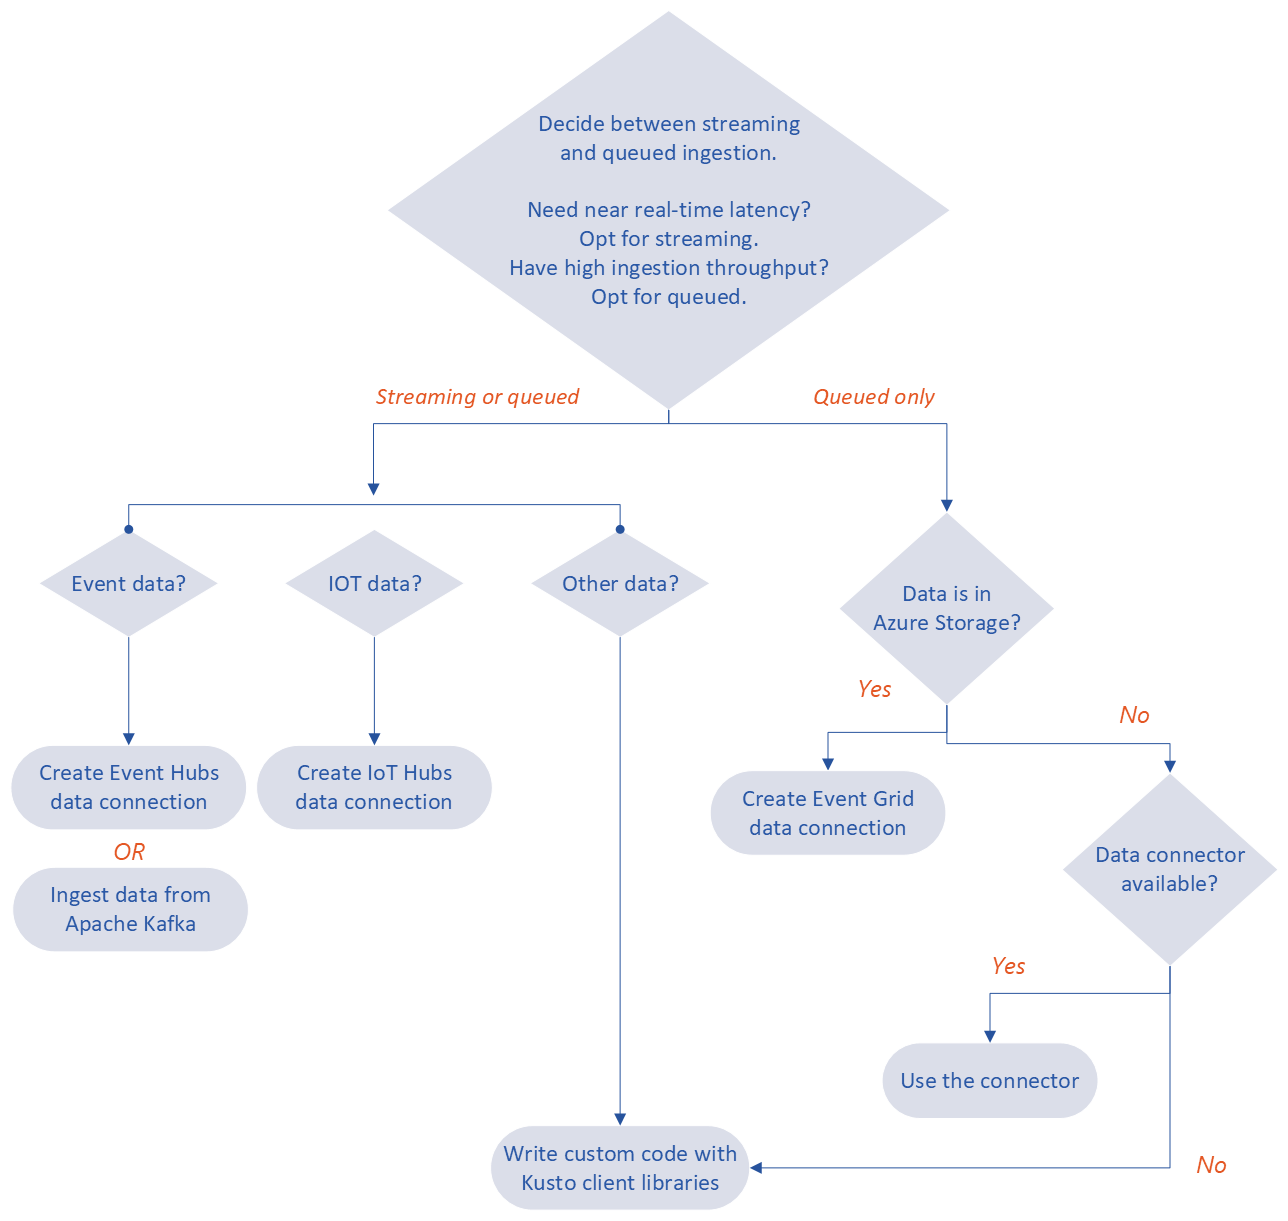 Decide between streaming
and queued ingestion.
Need near real-time latency?
Opt for streaming.
Have high ingestion throughput?
Opt for queued.
Streaming or queued
Queued only
Event data?
IOT data?
Other data?
Data is in
Azure Storage?
Yes
No
Create Event Hubs
data connection
Create IoT Hubs
data connection
Create Event Grid
data connection
OR
Ingest data from
Apache Kafka
Data connector
available?
Yes
Use the connector
Write custom code with
Kusto client libraries
No